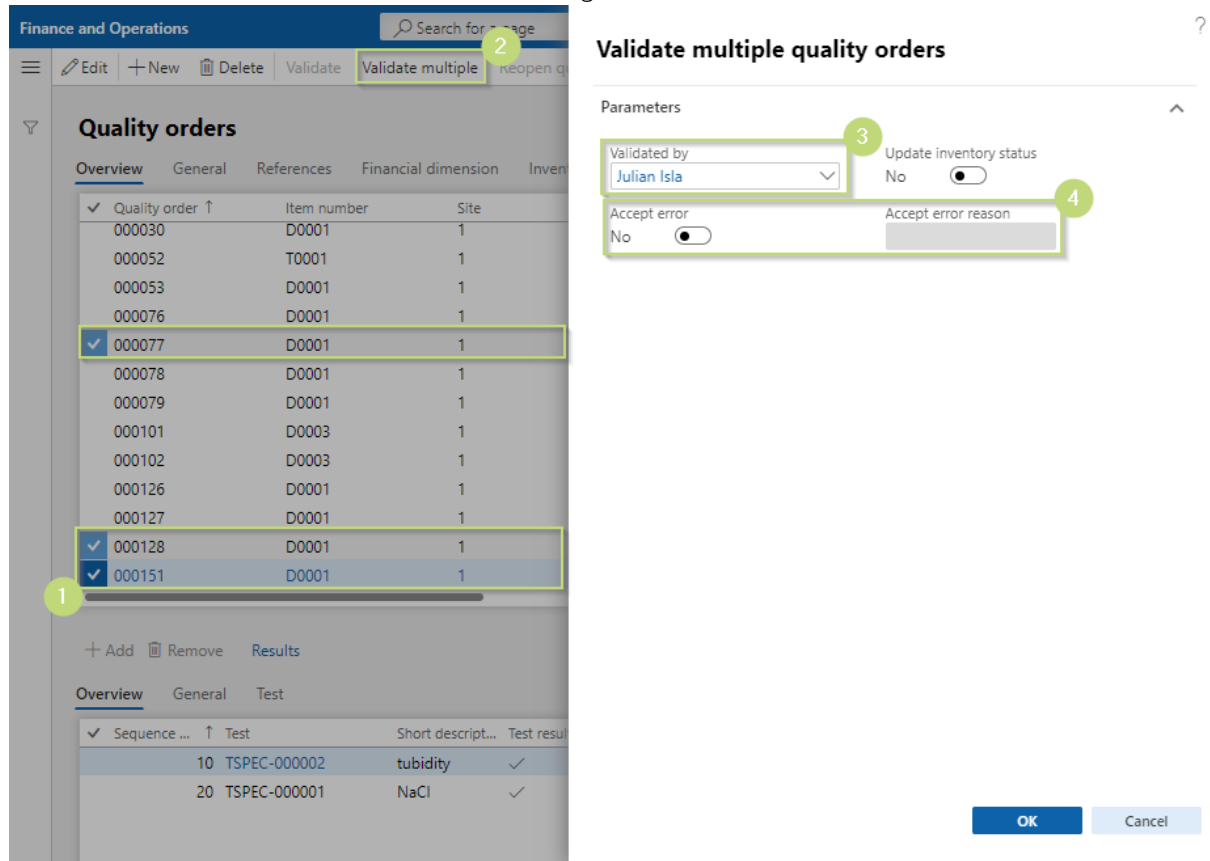 Finance and Operations
Search for a page
2
Edit New Delete Validate Validate multiple Reopen q
Quality orders
Overview General References Financial dimension Inven
Quality order ↑ Item number Site
000030 D0001 1
000052 T0001 1
000053 D0001 1
000076 D0001 1
000077 D0001 1
000078 D0001 1
000079 D0001 1
000101 D0003 1
000102 D0003 1
000126 D0001 1
000127 D0001 1
000128 D0001 1
000151 D0001 1
1
Add Remove Results
Overview General Test
Sequence ... ↑ Test Short descript... Test resul
10 TSPEC-000002 tubidity
20 TSPEC-000001 NaCl
?
Validate multiple quality orders
Parameters
3
Validated by Update inventory status
Julian Isla No
4
Accept error Accept error reason
No
OK Cancel